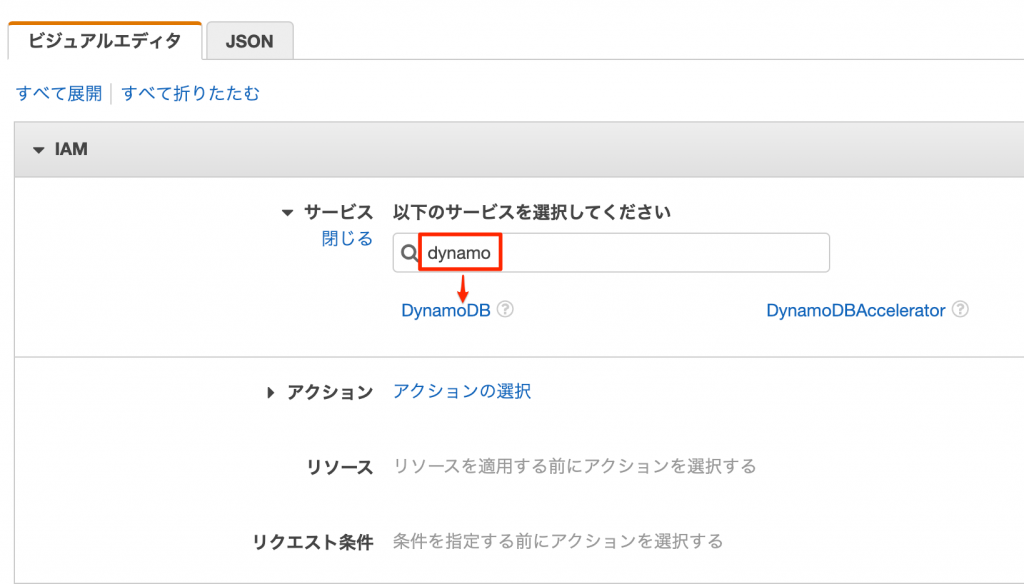 ビジュアルエディタ JSON
すべて展開 すべて折りたたむ
IAM
サービス 以下のサービスを選択してください
閉じる
dynamo
DynamoDB DynamoDBAccelerator
アクション アクションの選択
リソース リソースを適用する前にアクションを選択する
リクエスト条件 条件を指定する前にアクションを選択する